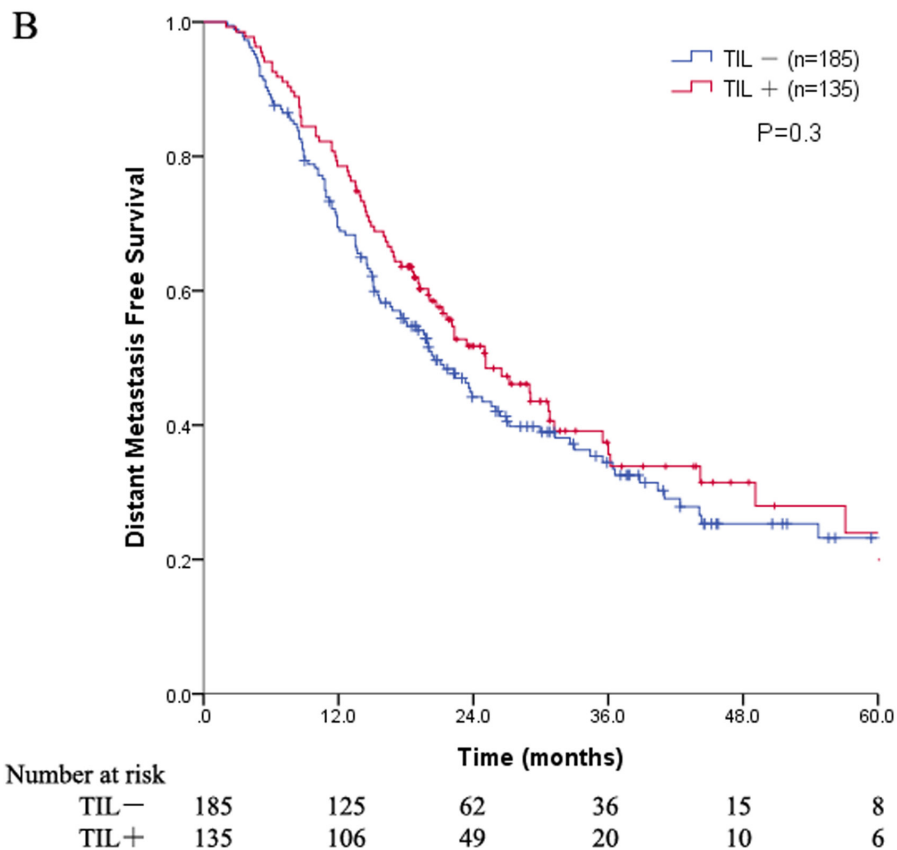 B
TIL − (n=185)
TIL + (n=135)
P=0.3
Distant Metastasis Free Survival
1.0
0.8
0.6
0.4
0.2
0.0
.0 12.0 24.0 36.0 48.0 60.0
Time (months)
Number at risk
TIL− 185 125 62 36 15 8
TIL+ 135 106 49 20 10 6